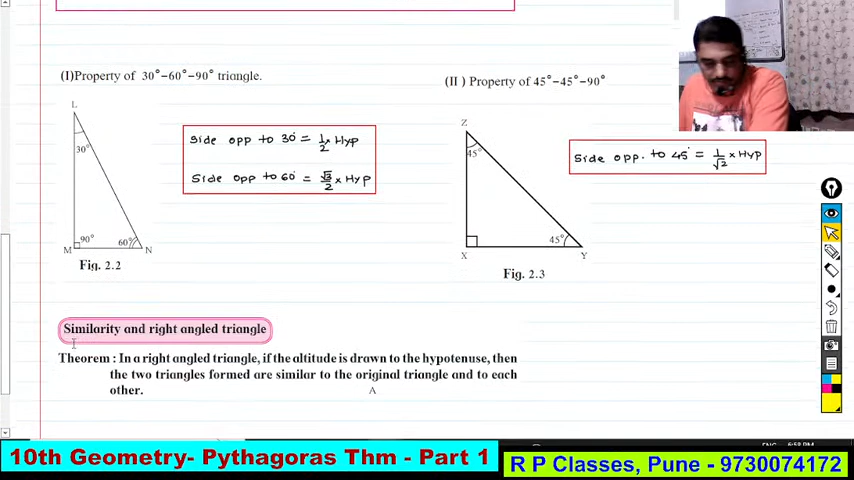 (I)Property of 30°−60°−90° triangle.
(II ) Property of 45°−45°−90°
L
30°
90°
60°
M
N
Fig. 2.2
Side opp to 30° = 1/2 × Hyp
Side opp to 60° = √3/2 × Hyp
Z
45°
45°
X
Y
Fig. 2.3
Side opp. to 45° = 1/√2 × Hyp
Similarity and right angled triangle
Theorem : In a right angled triangle, if the altitude is drawn to the hypotenuse, then
the two triangles formed are similar to the original triangle and to each
other.
A
10th Geometry- Pythagoras Thm - Part 1
R P Classes, Pune - 9730074172